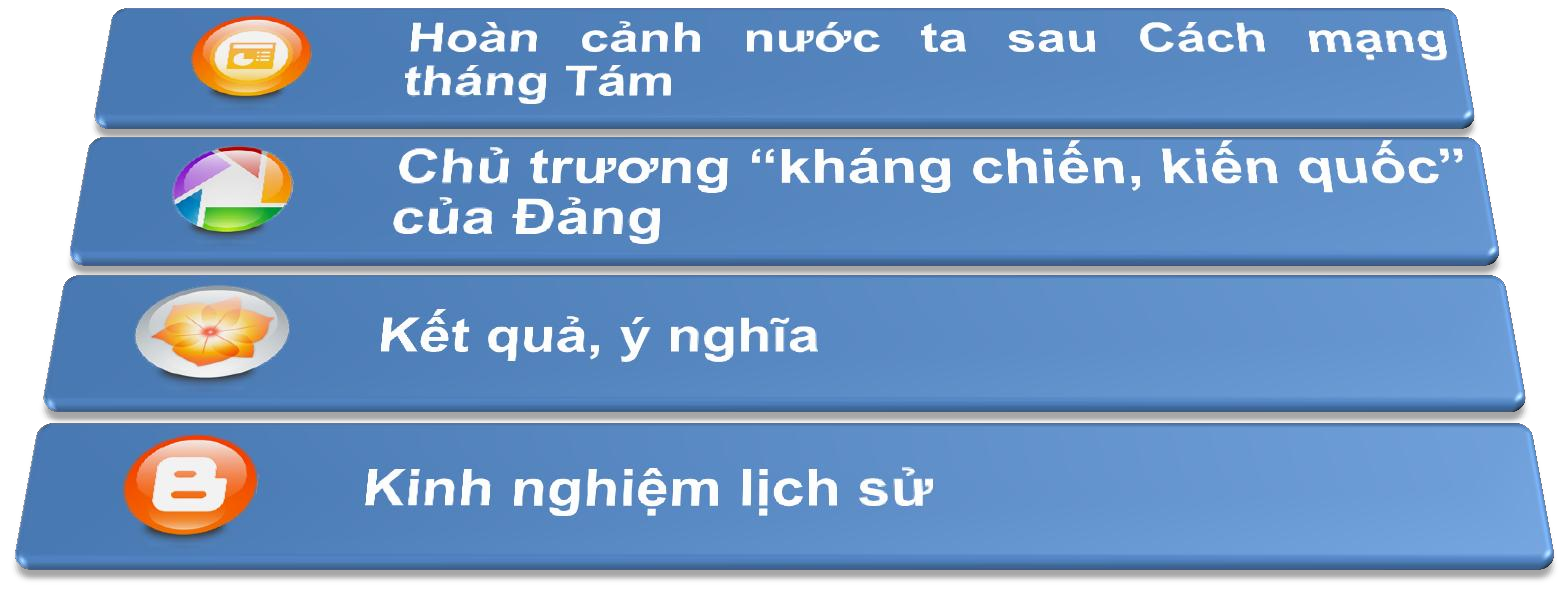 Hoàn cảnh nước ta sau Cách mạng
tháng Tám
Chủ trương “kháng chiến, kiến quốc”
của Đảng
Kết quả, ý nghĩa
Kinh nghiệm lịch sử